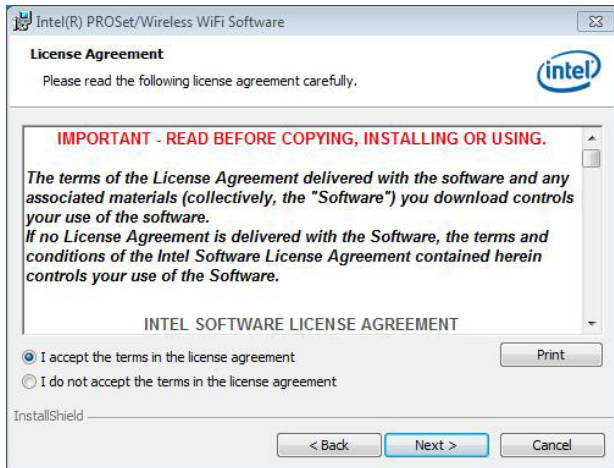 Intel(R) PROSet/Wireless WiFi Software
License Agreement
Please read the following license agreement carefully.
(intel)
IMPORTANT - READ BEFORE COPYING, INSTALLING OR USING.
The terms of the License Agreement delivered with the software and any
associated materials (collectively, the "Software") you download controls
your use of the software.
If no License Agreement is delivered with the Software, the terms and
conditions of the Intel Software License Agreement contained herein
controls your use of the Software.
INTEL SOFTWARE LICENSE AGREEMENT
I accept the terms in the license agreement
Print
I do not accept the terms in the license agreement
InstallShield
< Back
Next >
Cancel